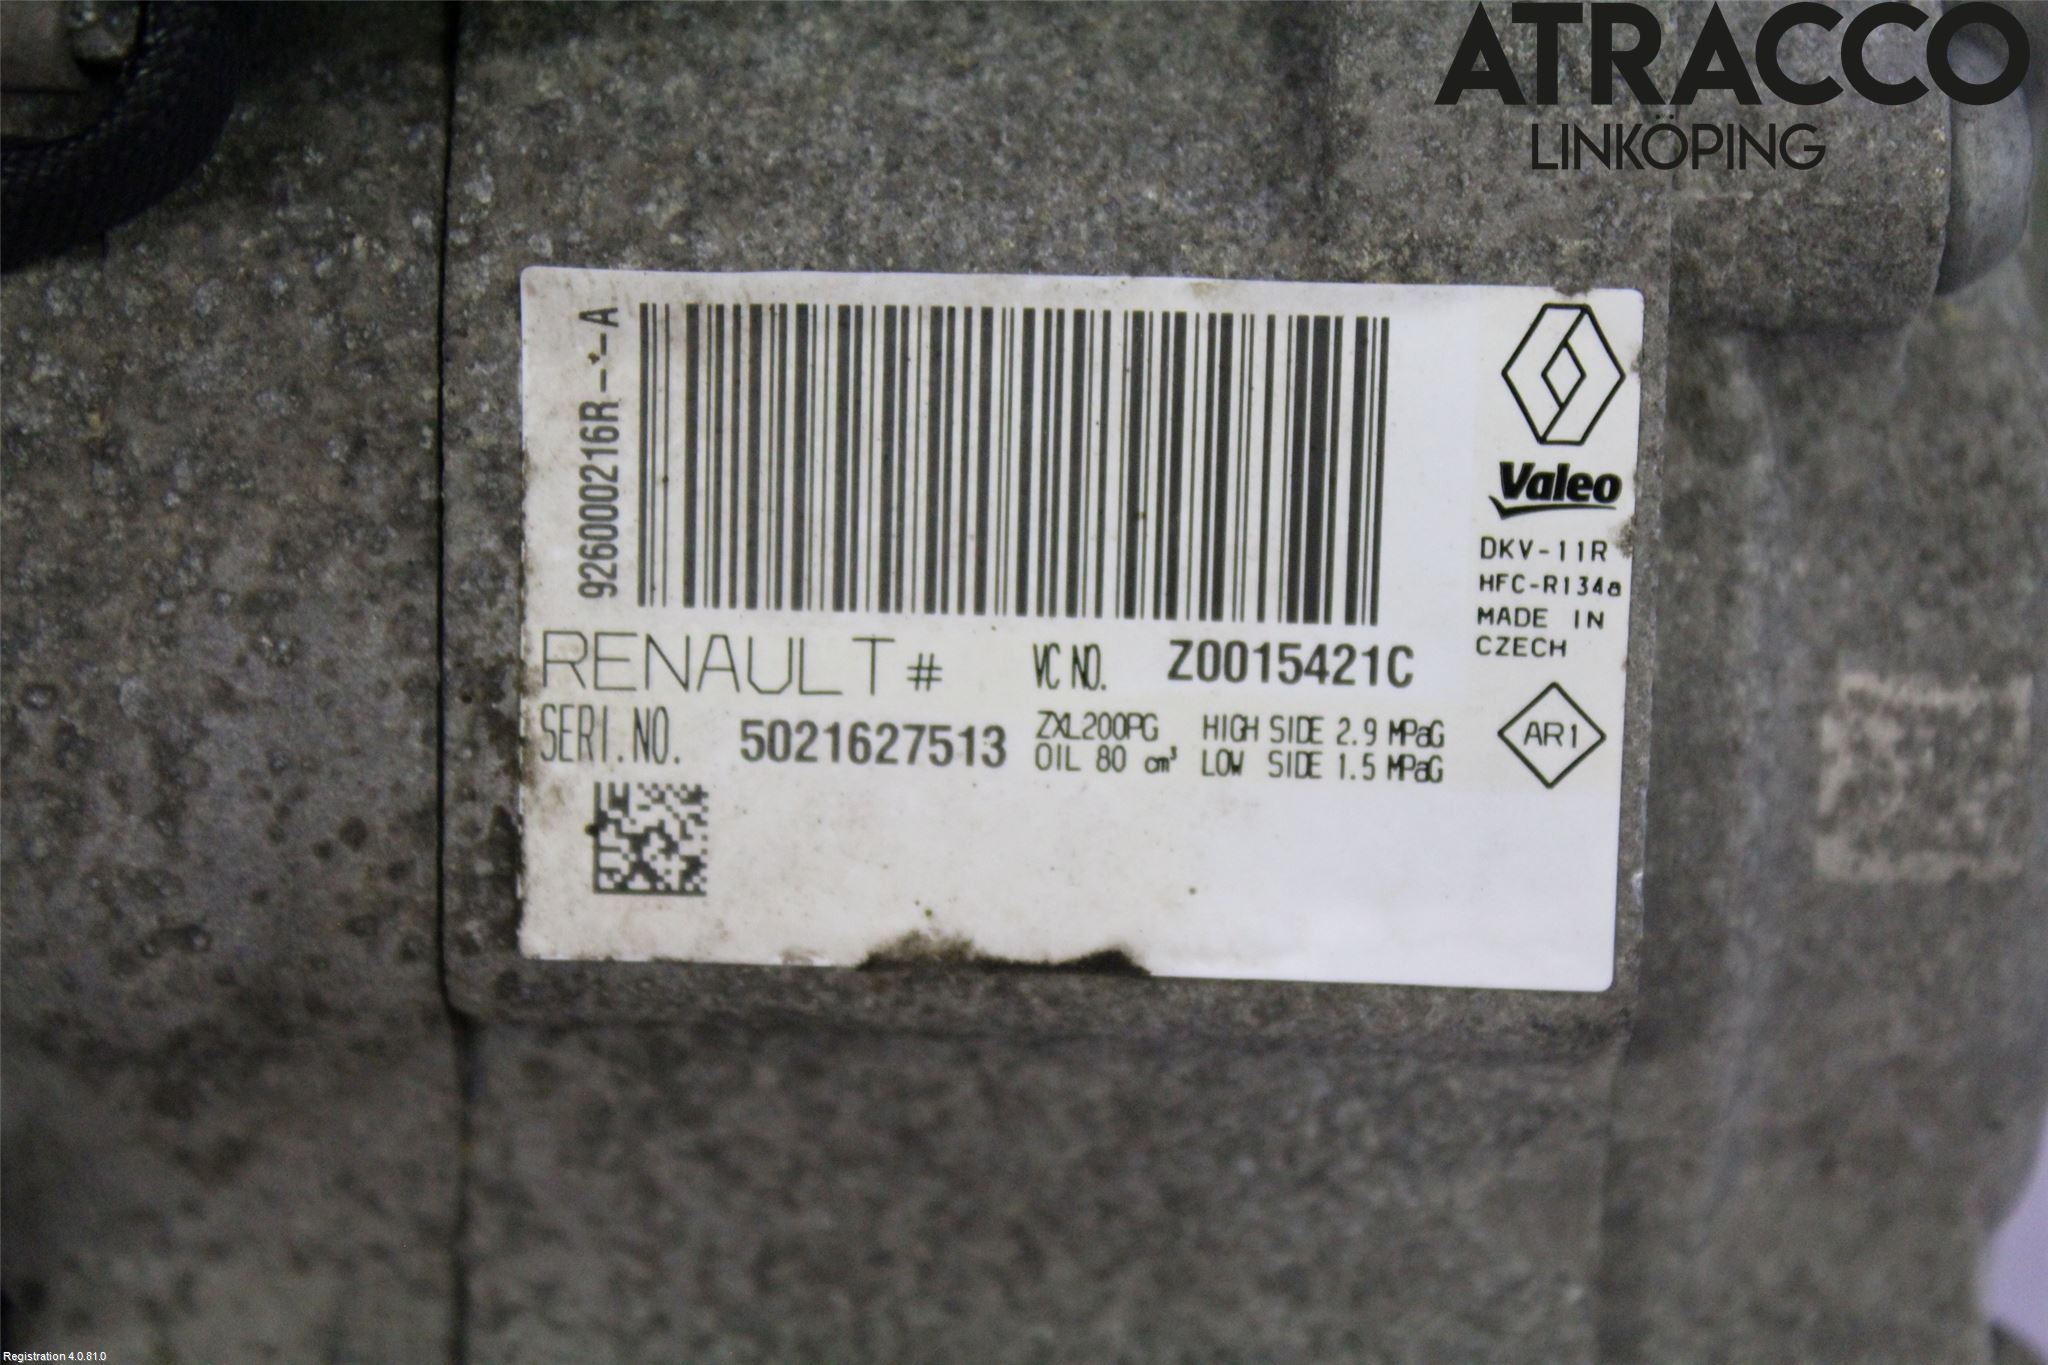 ATRACCO
LINKÖPING
926000216R-*-A
Valeo
DKV-11R
HFC-R134a
MADE IN
CZECH
RENAULT #
VC NO. Z0015421C
SERI.NO. 5021627513
ZXL200PG
OIL 80 cm³
HIGH SIDE 2.9 MPaG
LOW SIDE 1.5 MPaG
AR1
Registration 4.0.81.0